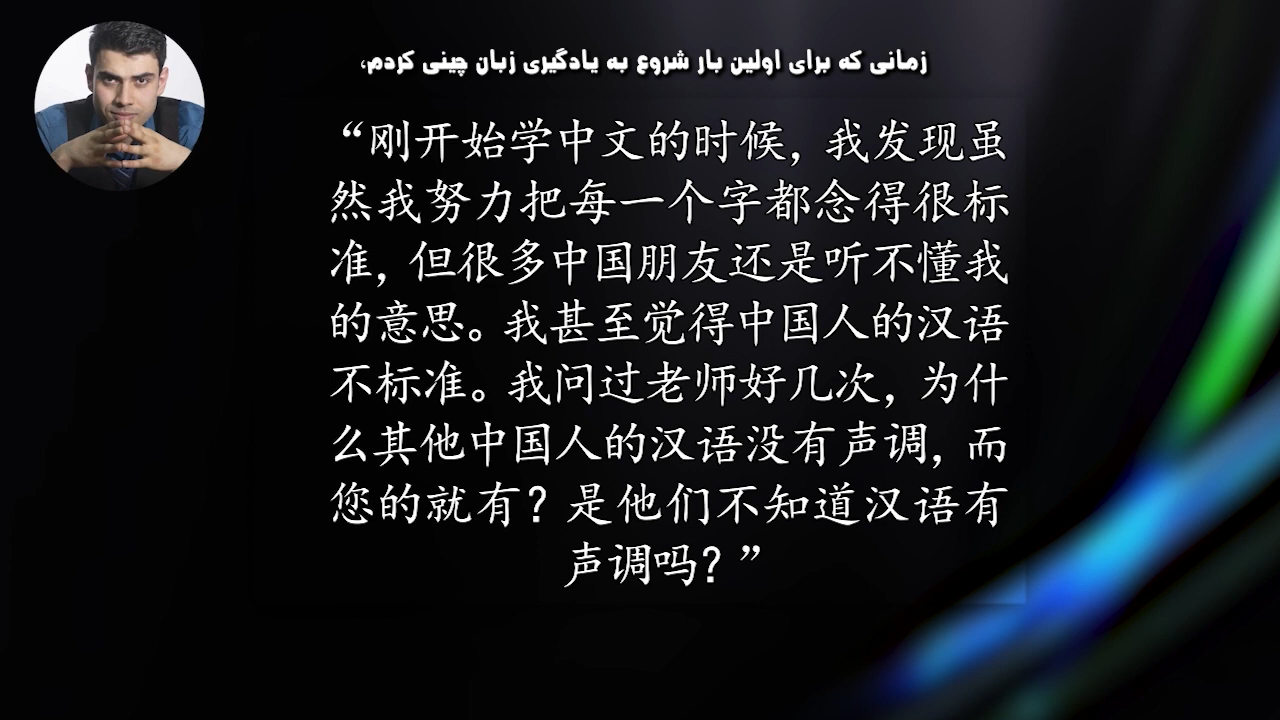 زمانی که برای اولین بار شروع به یادگیری زبان چینی کردم،
“刚开始学中文的时候，我发现虽
然我努力把每一个字都念得很标
准，但很多中国朋友还是听不懂我
的意思。我甚至觉得中国人的汉语
不标准。我问过老师好几次，为什
么其他中国人的汉语没有声调，而
您的就有？是他们不知道汉语有
声调吗？”